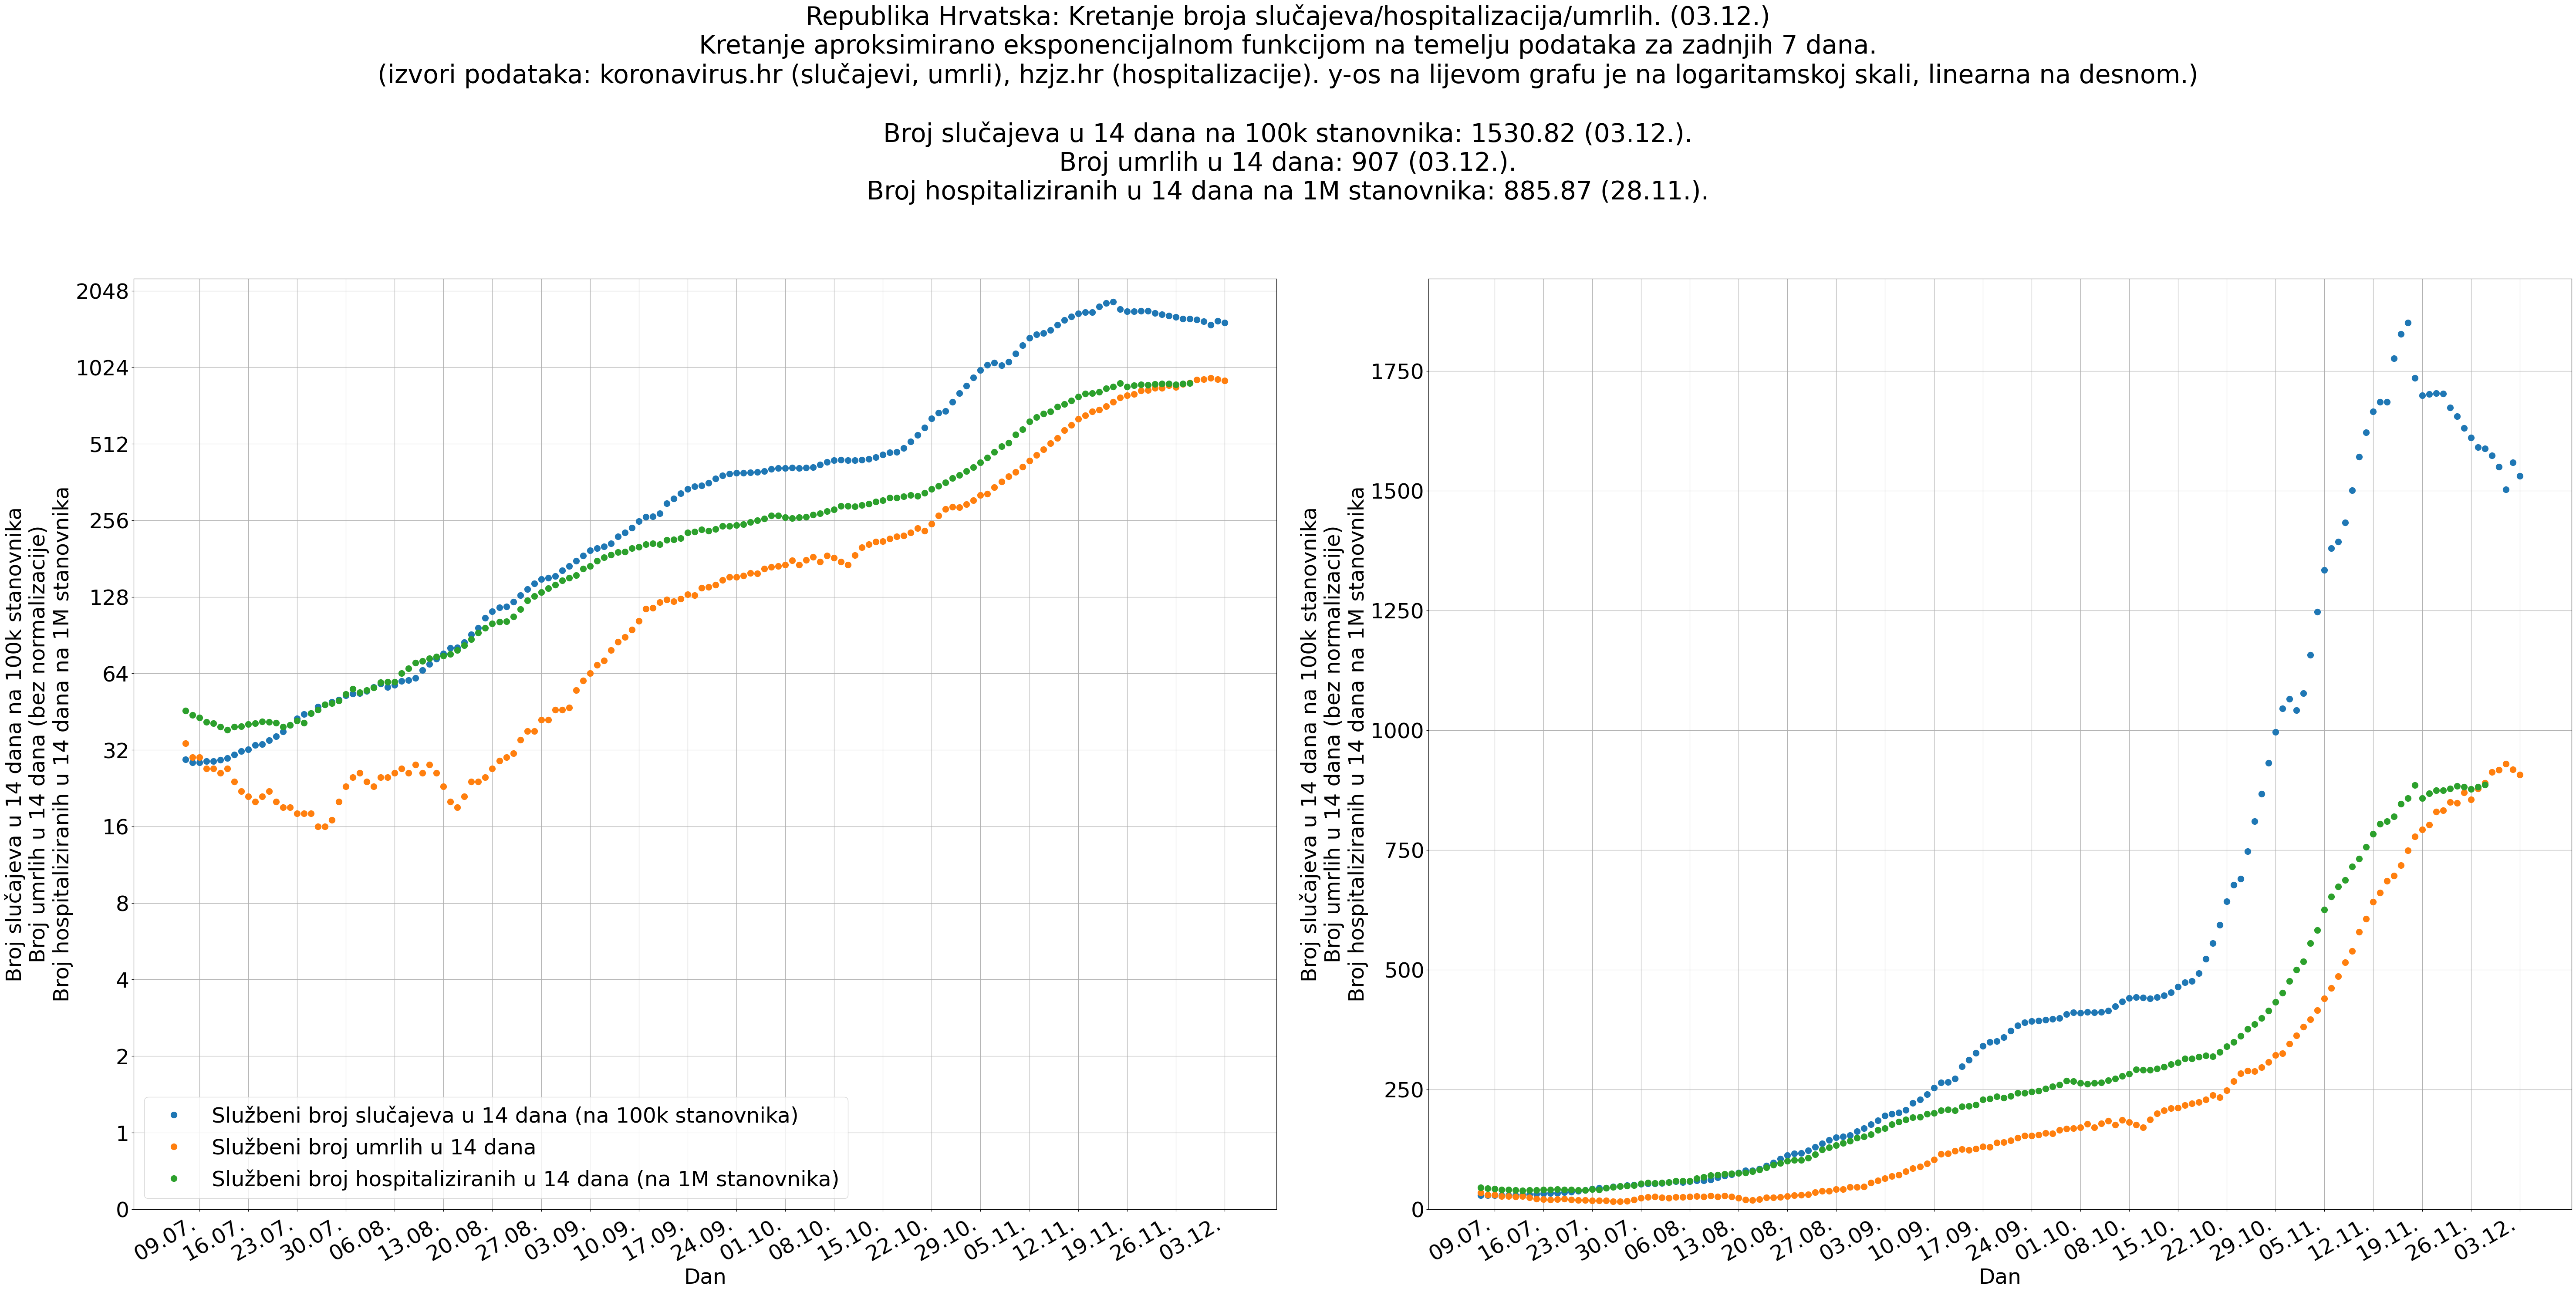 Republika Hrvatska: Kretanje broja slučajeva/hospitalizacija/umrlih. (03.12.)
Kretanje aproksimirano eksponencijalnom funkcijom na temelju podataka za zadnjih 7 dana.
(izvori podataka: koronavirus.hr (slučajevi, umrli), hzjz.hr (hospitalizacije). y-os na lijevom grafu je na logaritamskoj skali, linearna na desnom.)
Broj slučajeva u 14 dana na 100k stanovnika: 1530.82 (03.12.).
Broj umrlih u 14 dana: 907 (03.12.).
Broj hospitaliziranih u 14 dana na 1M stanovnika: 885.87 (28.11.).
Broj slučajeva u 14 dana na 100k stanovnika
Broj umrlih u 14 dana (bez normalizacije)
Broj hospitaliziranih u 14 dana na 1M stanovnika
2048
1024
512
256
128
64
32
16
8
4
2
1
0
Službeni broj slučajeva u 14 dana (na 100k stanovnika)
Službeni broj umrlih u 14 dana
Službeni broj hospitaliziranih u 14 dana (na 1M stanovnika)
09.07. 16.07. 23.07. 30.07. 06.08. 13.08. 20.08. 27.08. 03.09. 10.09. 17.09. 24.09. 01.10. 08.10. 15.10. 22.10. 29.10. 05.11. 12.11. 19.11. 26.11. 03.12.
Dan
Broj slučajeva u 14 dana na 100k stanovnika
Broj umrlih u 14 dana (bez normalizacije)
Broj hospitaliziranih u 14 dana na 1M stanovnika
1750
1500
1250
1000
750
500
250
0
09.07. 16.07. 23.07. 30.07. 06.08. 13.08. 20.08. 27.08. 03.09. 10.09. 17.09. 24.09. 01.10. 08.10. 15.10. 22.10. 29.10. 05.11. 12.11. 19.11. 26.11. 03.12.
Dan